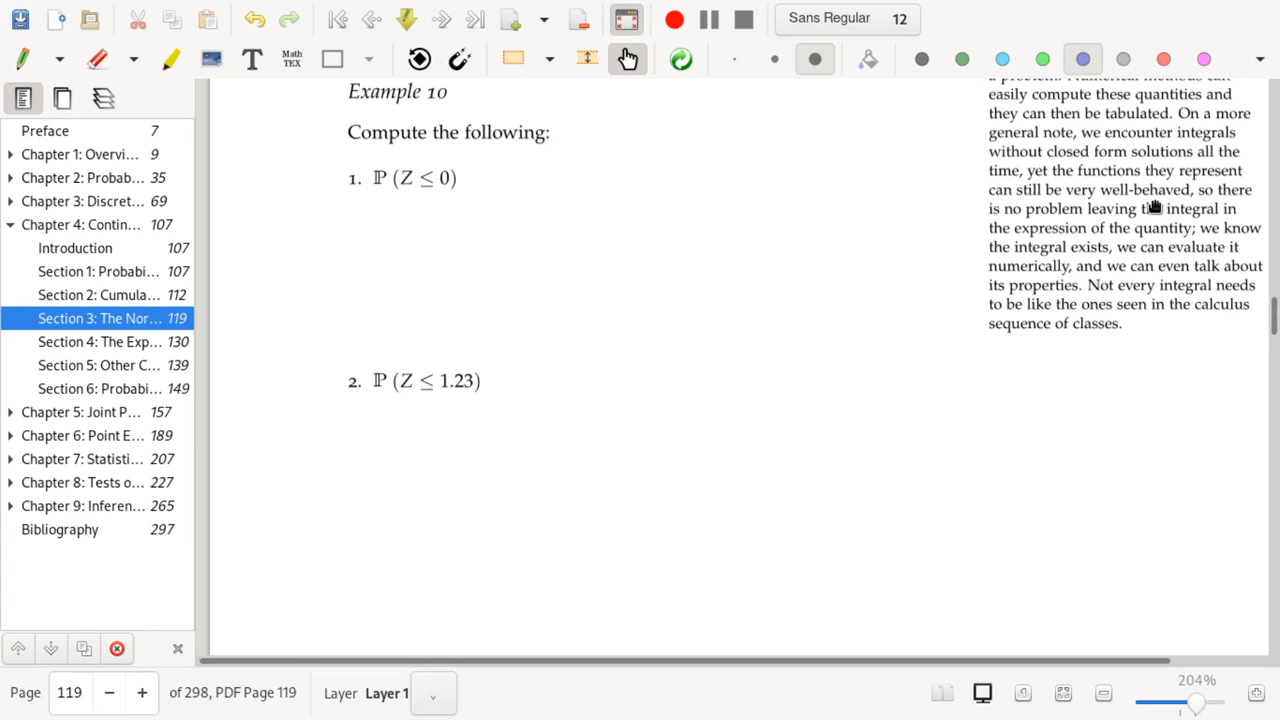 Sans Regular 12
Math
TEX
Preface 7
Chapter 1: Overvi... 9
Chapter 2: Probab... 35
Chapter 3: Discret... 69
Chapter 4: Contin... 107
Introduction 107
Section 1: Probabi... 107
Section 2: Cumula... 112
Section 3: The Nor... 119
Section 4: The Exp... 130
Section 5: Other C... 139
Section 6: Probabi... 149
Chapter 5: Joint P... 157
Chapter 6: Point E... 189
Chapter 7: Statisti... 207
Chapter 8: Tests o... 227
Chapter 9: Inferen... 265
Bibliography 297
Example 10
Compute the following:
1. ℙ (Z ≤ 0)
2. ℙ (Z ≤ 1.23)
a problem. Numerical methods can
easily compute these quantities and
they can then be tabulated. On a more
general note, we encounter integrals
without closed form solutions all the
time, yet the functions they represent
can still be very well-behaved, so there
is no problem leaving the integral in
the expression of the quantity; we know
the integral exists, we can evaluate it
numerically, and we can even talk about
its properties. Not every integral needs
to be like the ones seen in the calculus
sequence of classes.
Page 119 of 298, PDF Page 119 Layer Layer 1
204%